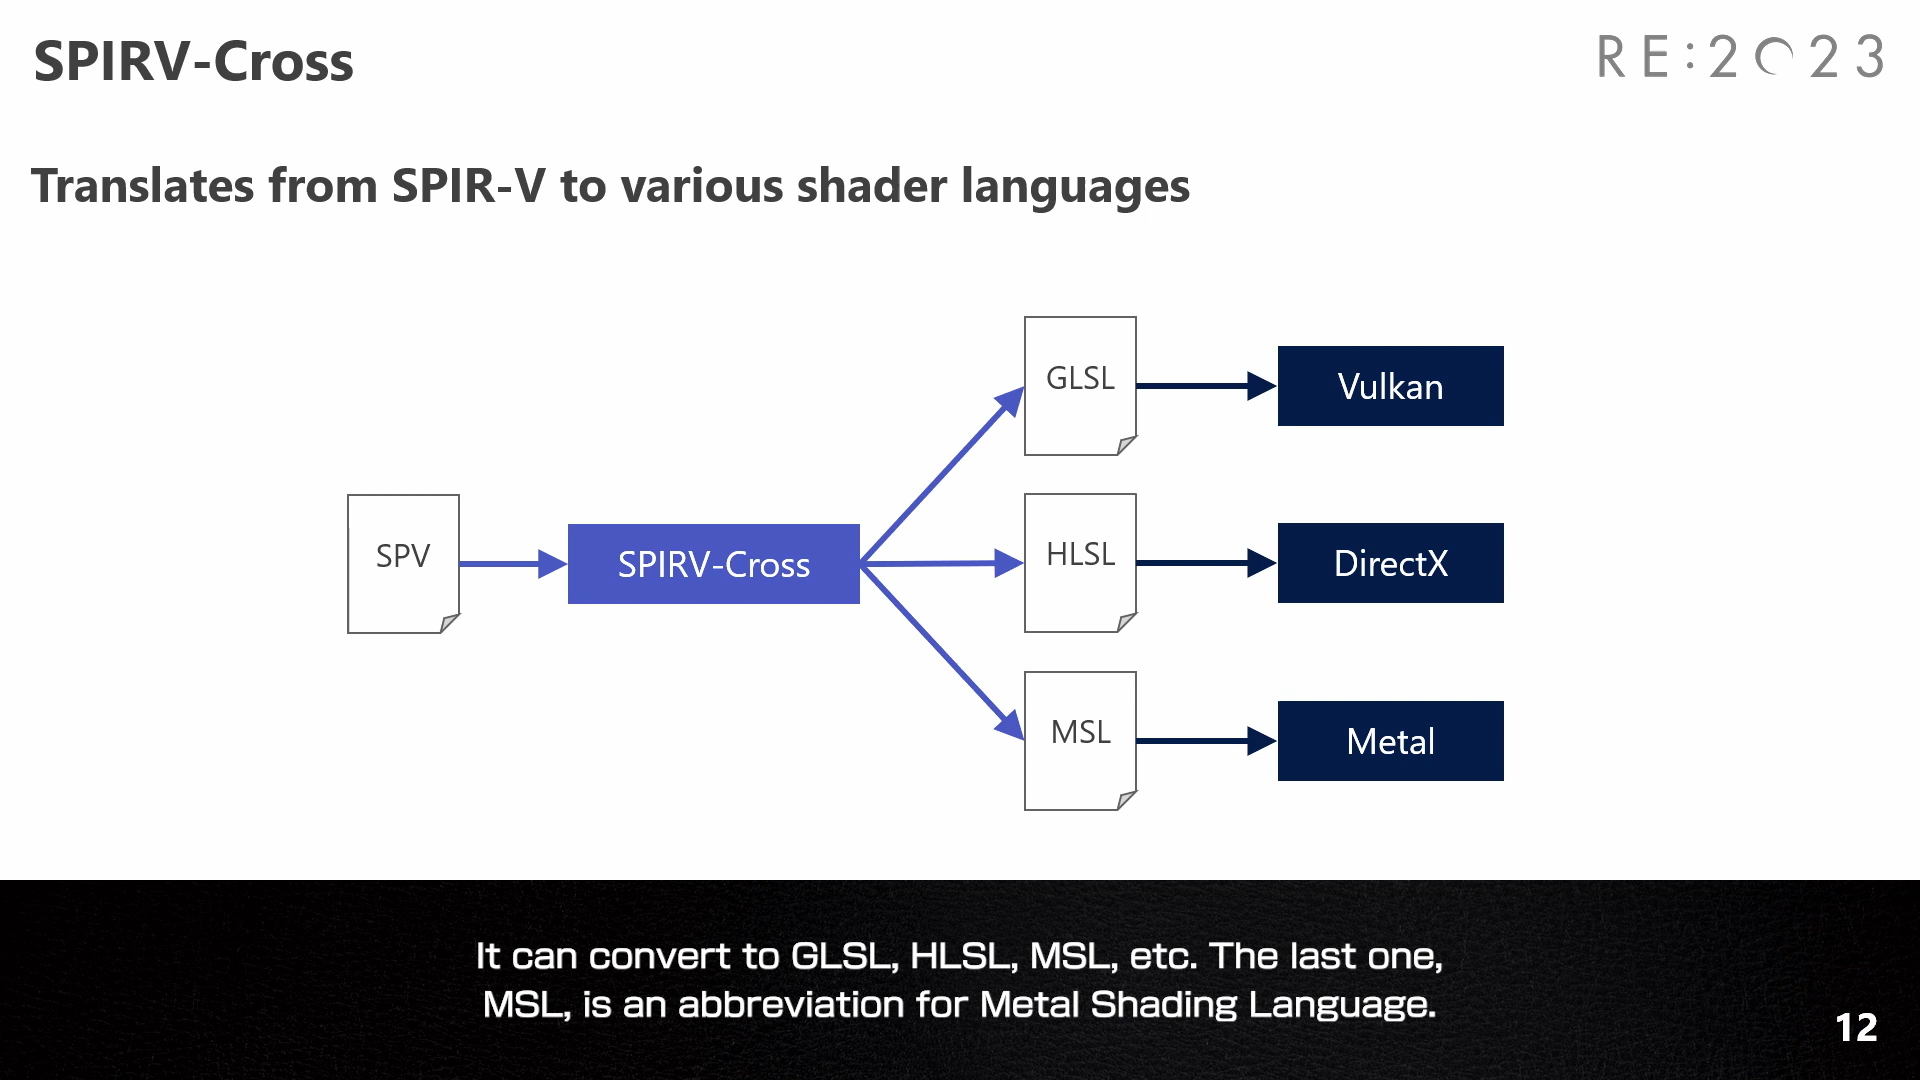 SPIRV-Cross
RE:2023
Translates from SPIR-V to various shader languages
GLSL
Vulkan
SPV
SPIRV-Cross
HLSL
DirectX
MSL
Metal
It can convert to GLSL, HLSL, MSL, etc. The last one,
MSL, is an abbreviation for Metal Shading Language.
12